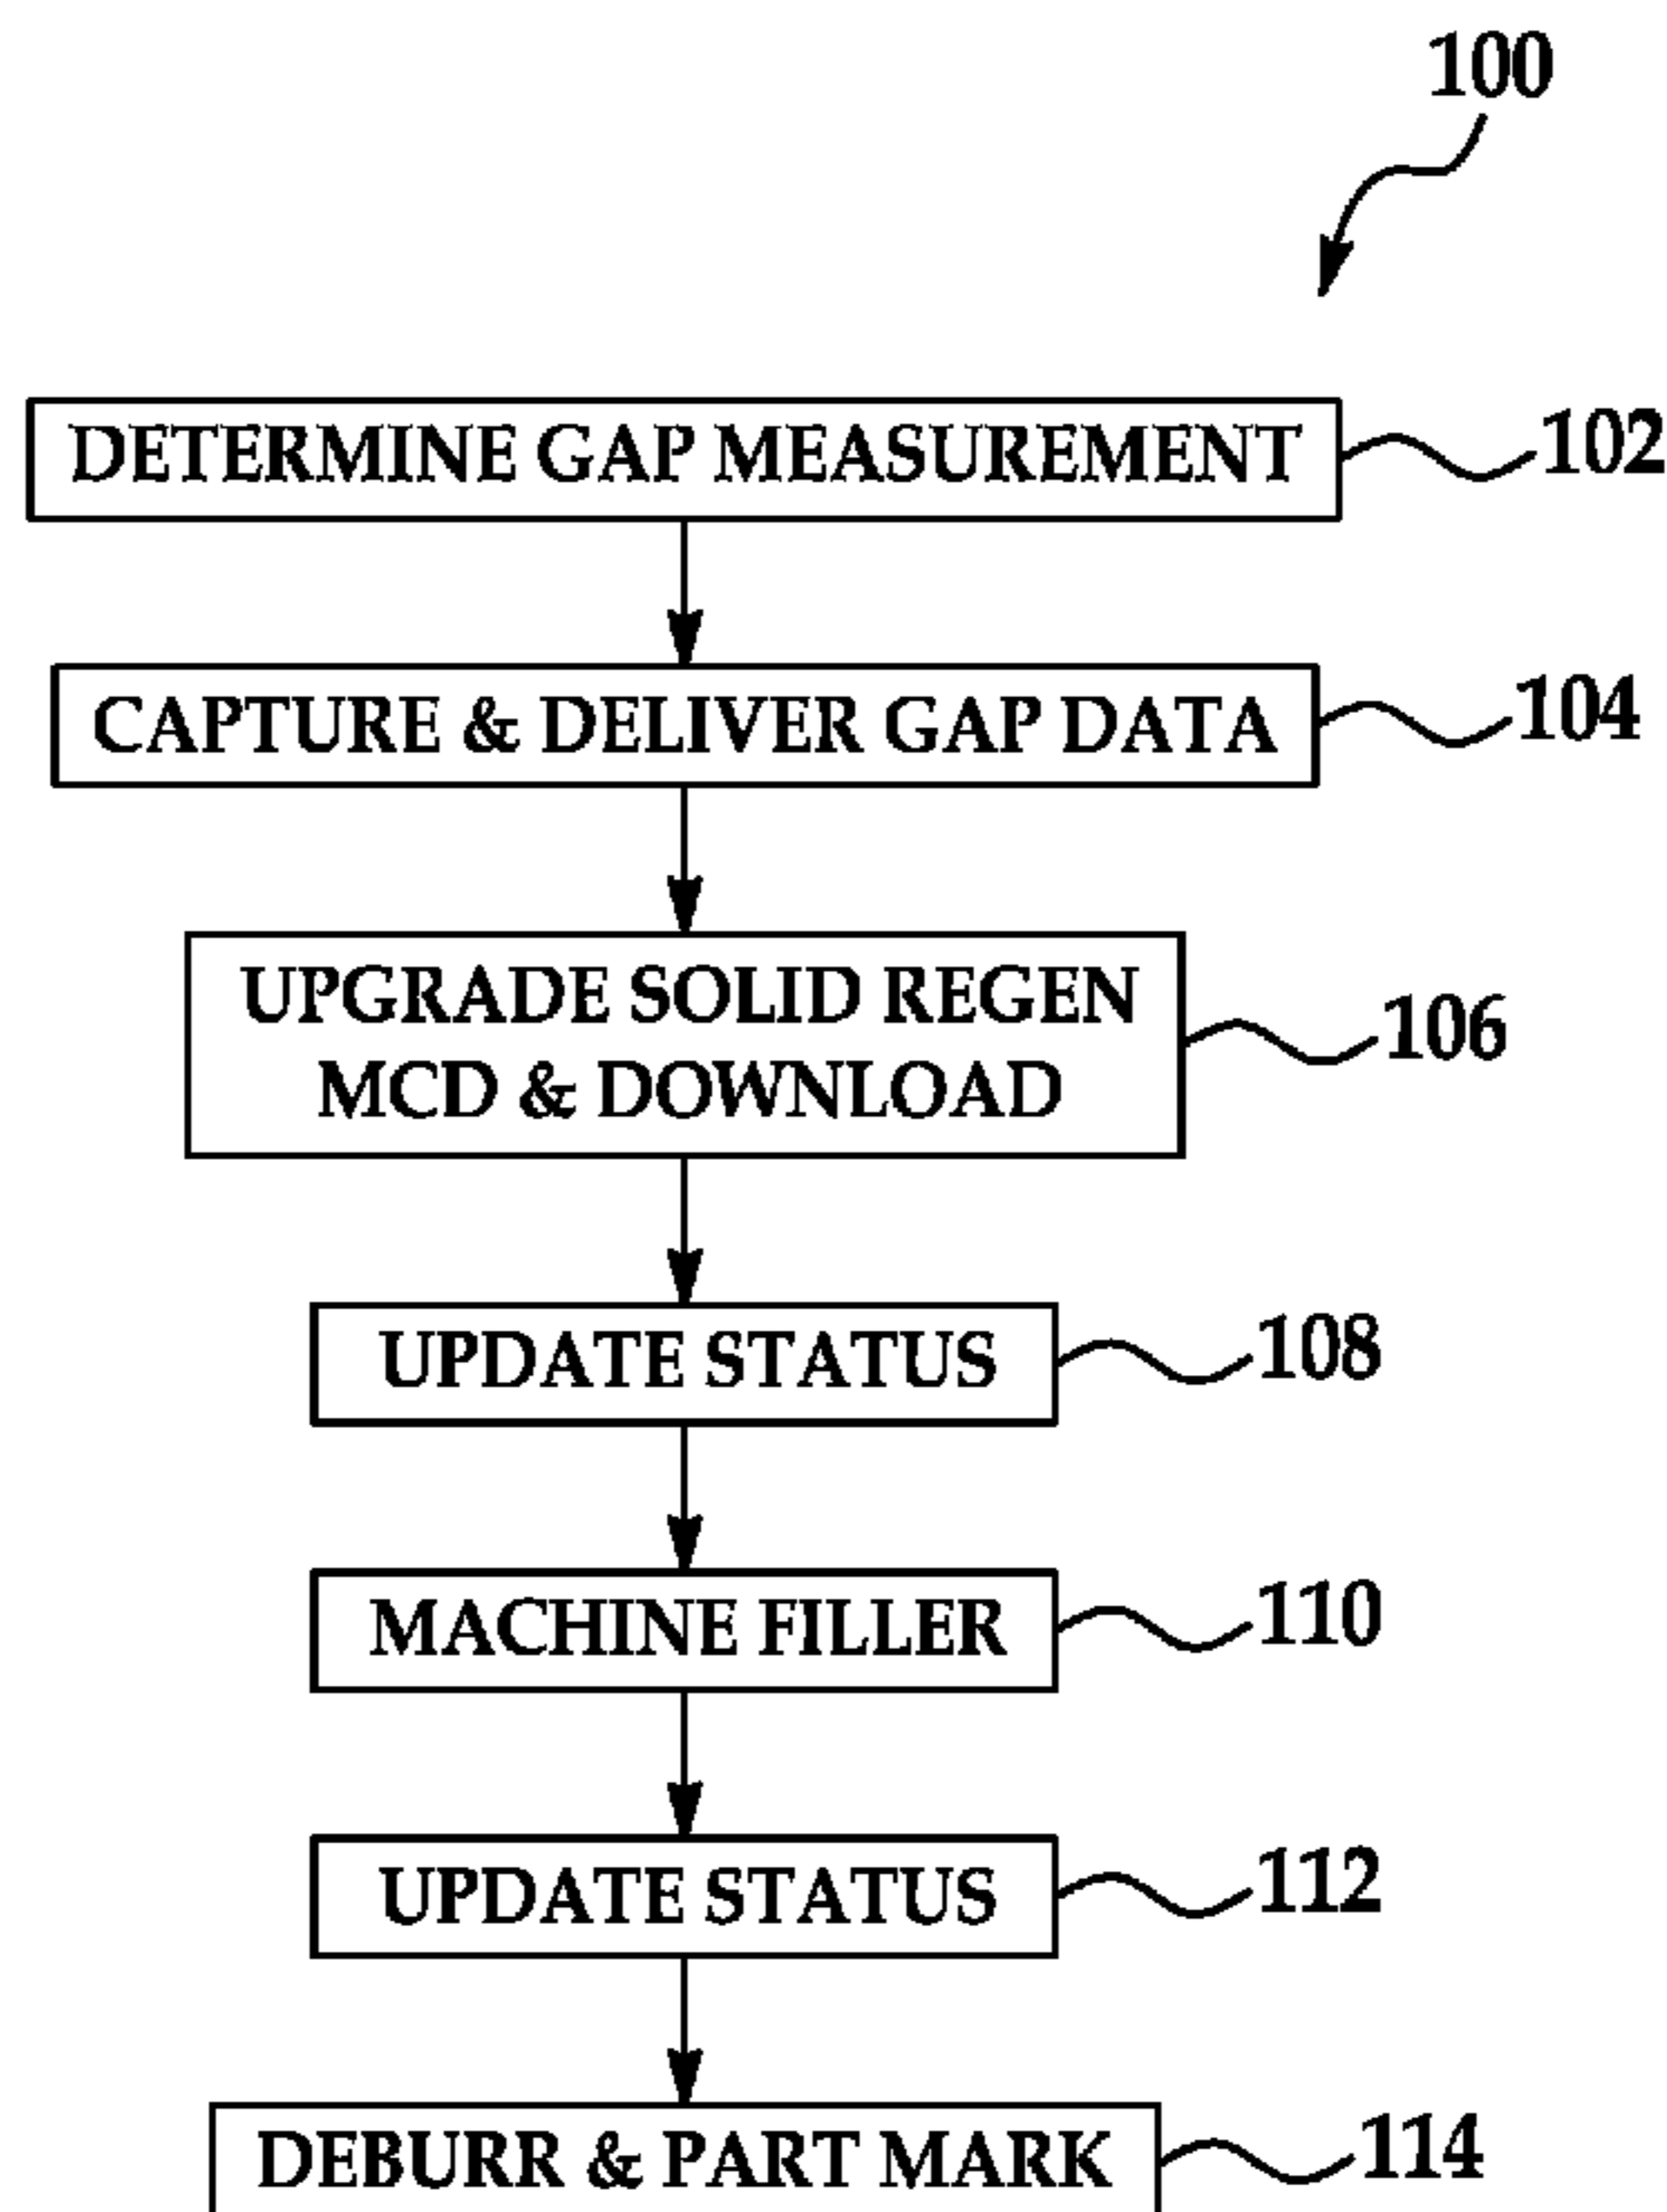 100
DETERMINE GAP MEASUREMENT
102
CAPTURE & DELIVER GAP DATA
104
UPGRADE SOLID REGEN
MCD & DOWNLOAD
106
UPDATE STATUS
108
MACHINE FILLER
110
UPDATE STATUS
112
DEBURR & PART MARK
114